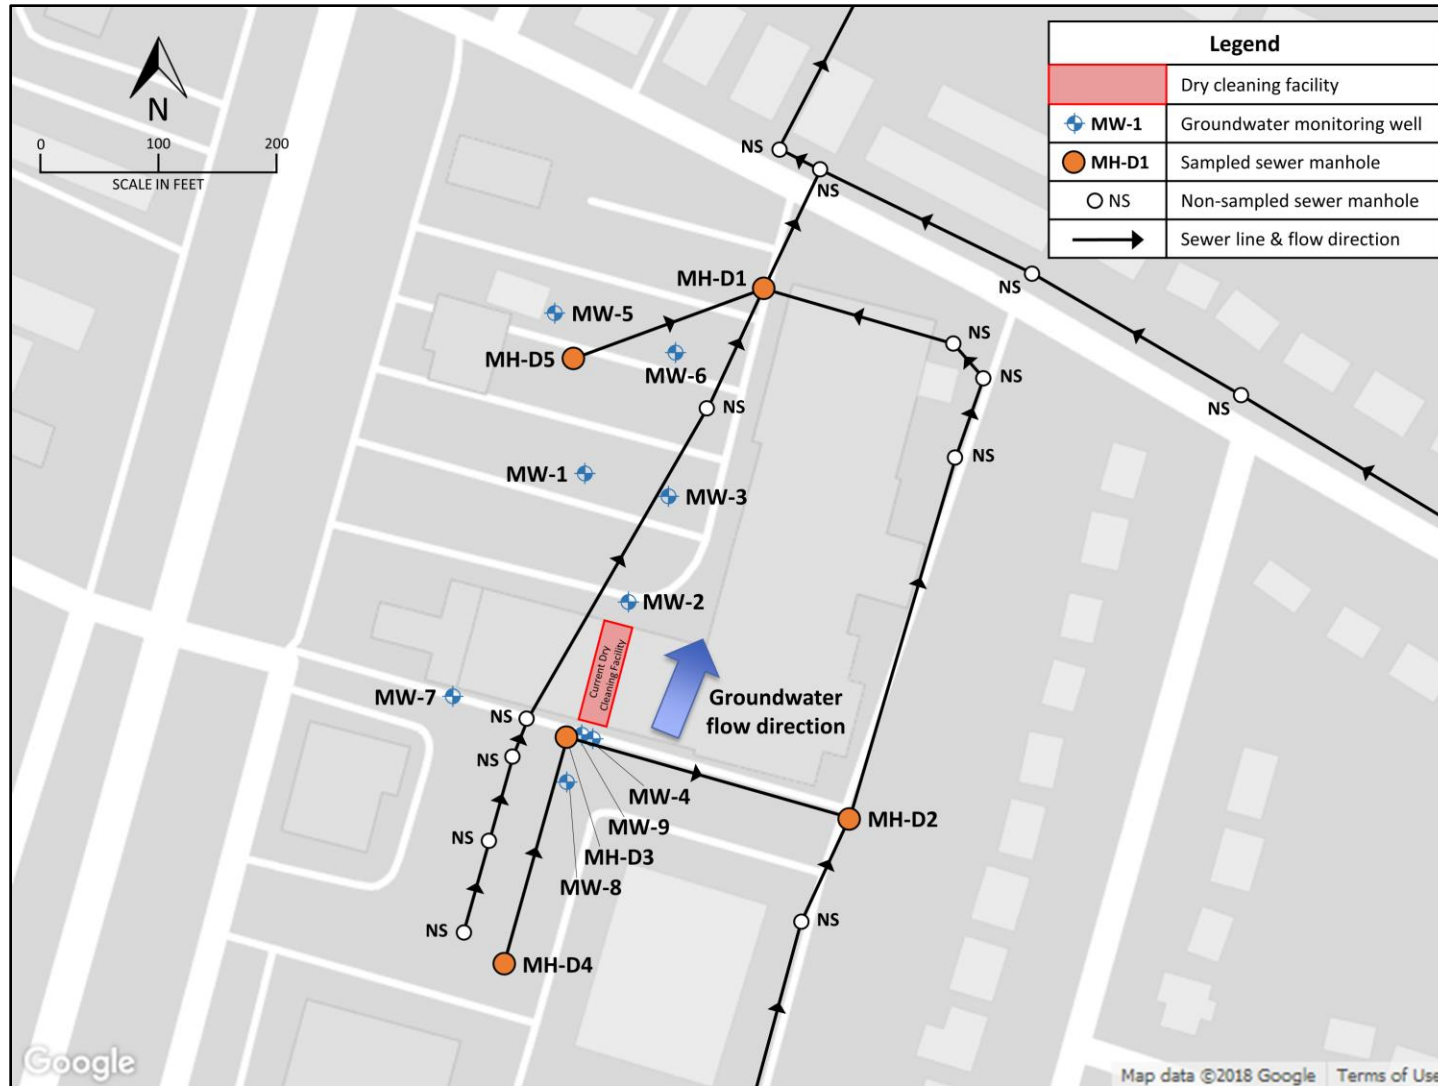 Legend
Dry cleaning facility
MW-1 Groundwater monitoring well
MH-D1 Sampled sewer manhole
NS Non-sampled sewer manhole
Sewer line & flow direction
N
0 100 200
SCALE IN FEET
NS
NS
NS
MH-D1
MW-5
MH-D5
MW-6
NS
NS
NS
NS
NS
MW-1
MW-3
MW-2
Current Dry
Cleaning Facility
MW-7
NS
Groundwater
flow direction
NS
MW-4
MW-9
MH-D3
MW-8
MH-D2
NS
NS
NS
MH-D4
Google
Map data ©2018 Google Terms of Use